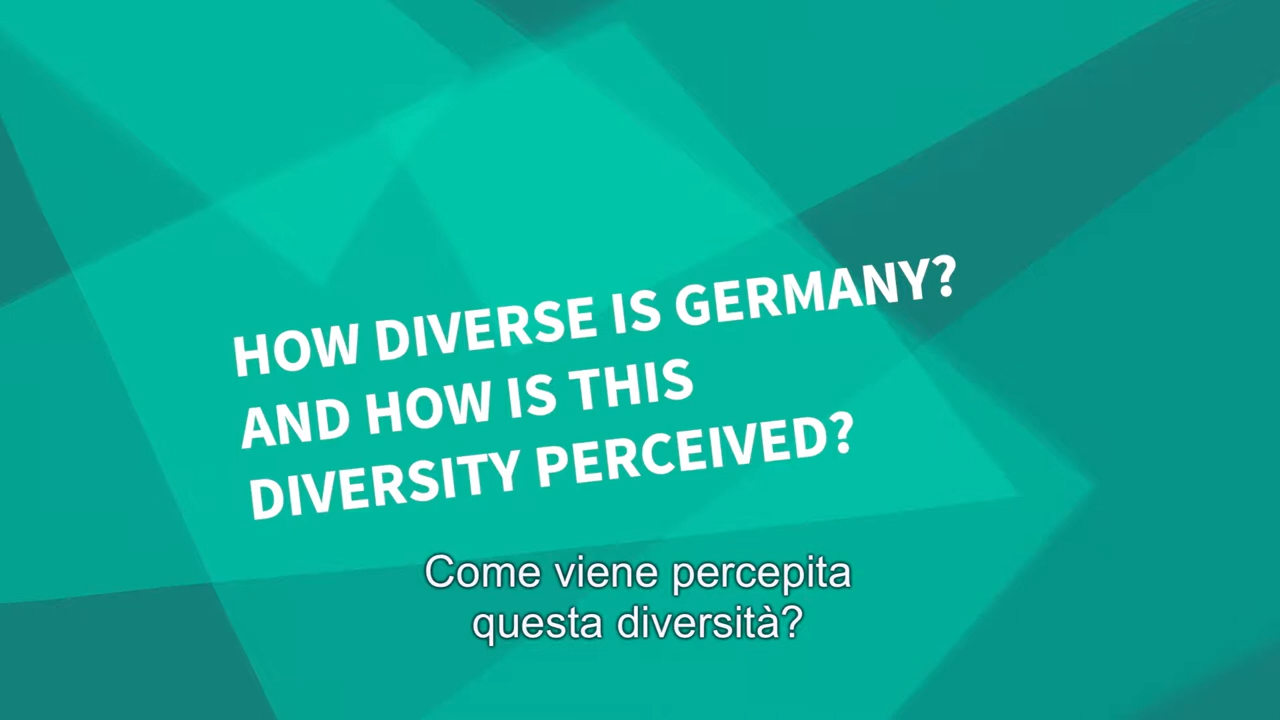 HOW DIVERSE IS GERMANY?
AND HOW IS THIS
DIVERSITY PERCEIVED?
Come viene percepita
questa diversità?